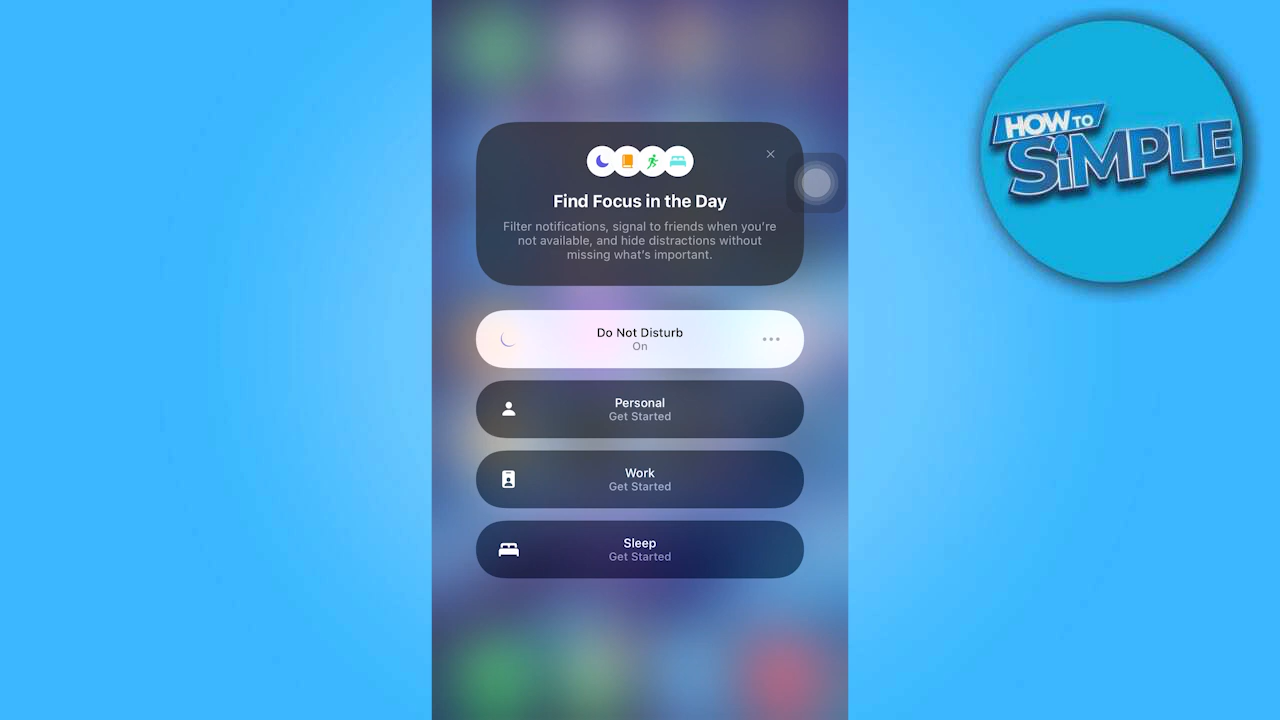 HOW TO
SiMPLE
Find Focus in the Day
Filter notifications, signal to friends when you're
not available, and hide distractions without
missing what's important.
Do Not Disturb
On
Personal
Get Started
Work
Get Started
Sleep
Get Started